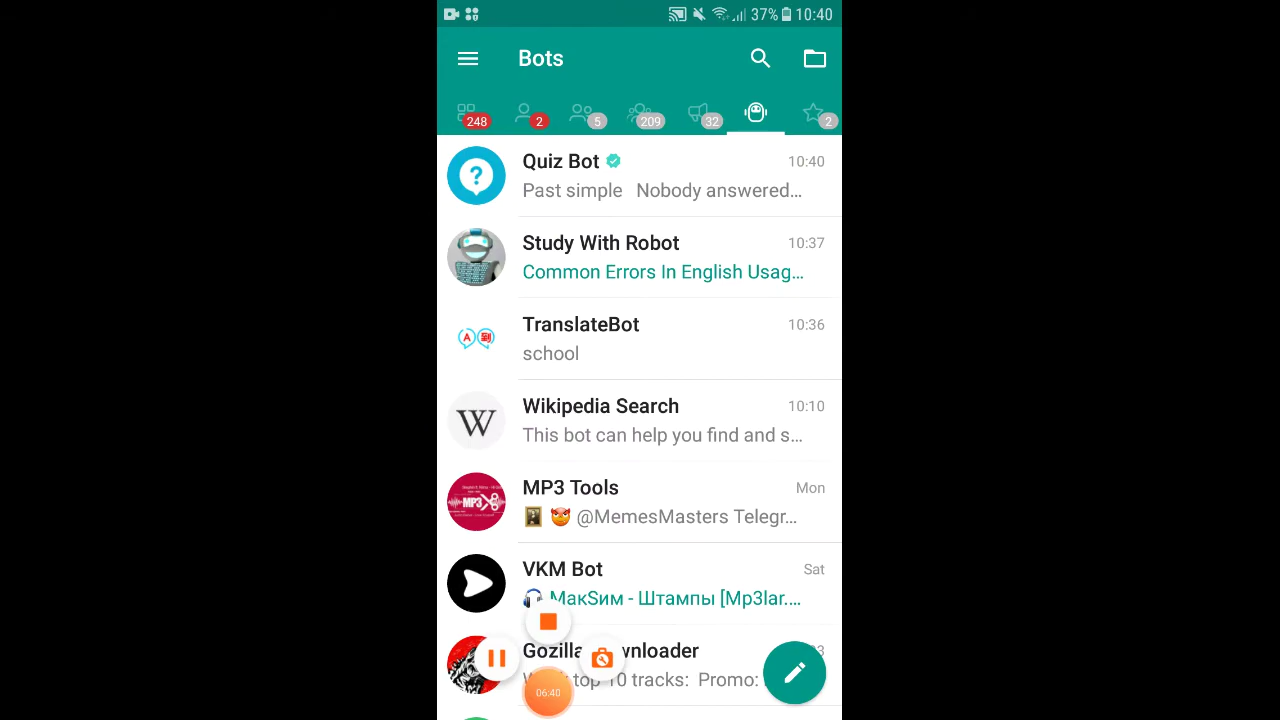 37% 10:40
Bots
248 2 5 209 32 2
Quiz Bot 10:40
Past simple Nobody answered…
Study With Robot 10:37
Common Errors In English Usag…
A 到
TranslateBot 10:36
school
W
Wikipedia Search 10:10
This bot can help you find and s…
MP3
MP3 Tools Mon
@MemesMasters Telegr…
VKM Bot Sat
МакSим - Штампы [Mp3lar.…
top 10 tracks: Promo:
06:40